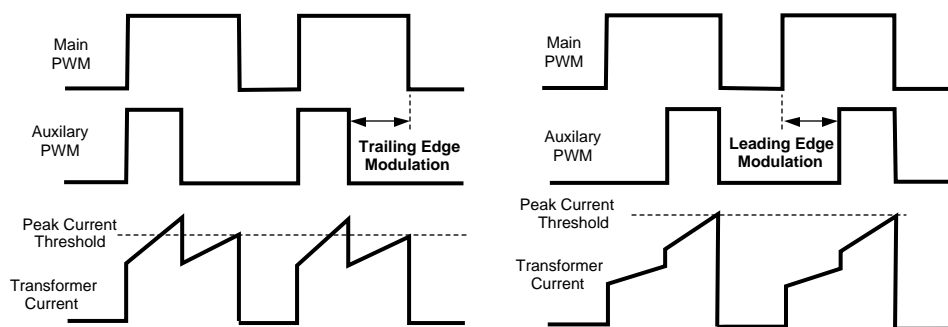 Main
PWM
Auxilary
PWM
Trailing Edge
Modulation
Peak Current
Threshold
Transformer
Current
Main
PWM
Auxilary
PWM
Leading Edge
Modulation
Peak Current
Threshold
Transformer
Current